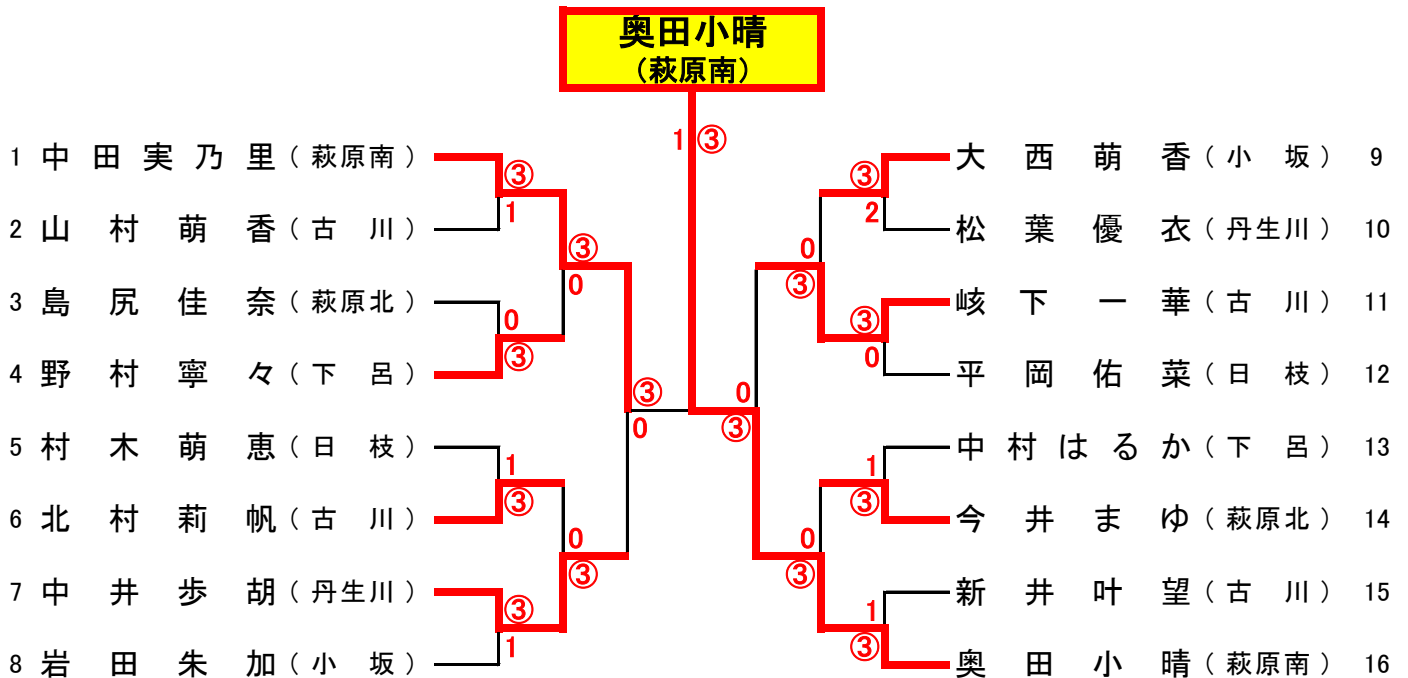 奥田小晴
（萩原南）
1 ③
1 中田実乃里（萩原南）
③
1
2 山村萌香（古川）
③
0
3 島尻佳奈（萩原北）
0
③
4 野村寧々（下呂）
③
0
5 村木萌恵（日枝）
1
③
6 北村莉帆（古川）
0
③
7 中井歩胡（丹生川）
③
1
8 岩田朱加（小坂）
大西萌香（小坂） 9
③
2
松葉優衣（丹生川） 10
0
③
峐下一華（古川） 11
③
0
平岡佑菜（日枝） 12
0
③
中村はるか（下呂） 13
1
③
今井まゆ（萩原北） 14
0
③
新井叶望（古川） 15
1
③
奥田小晴（萩原南） 16